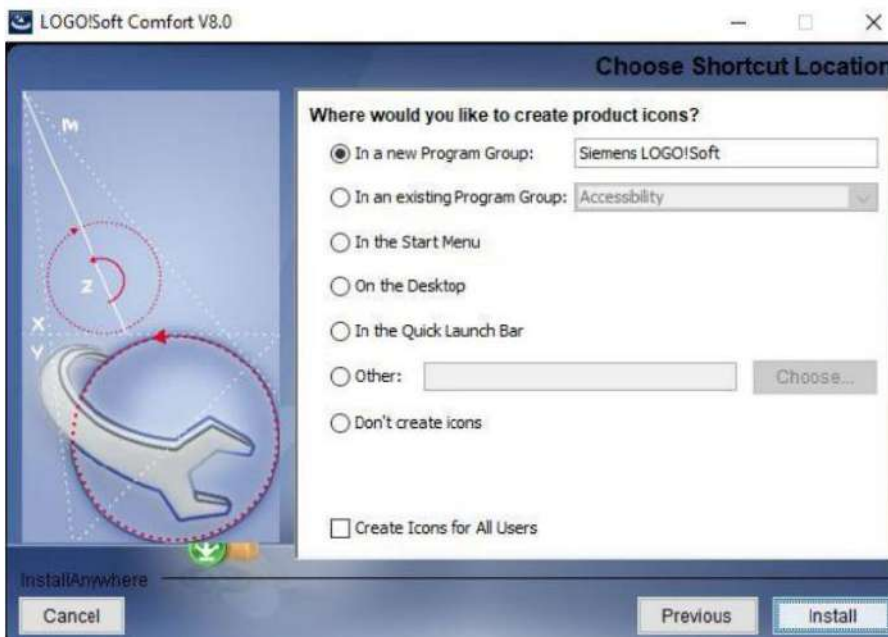 LOGO!Soft Comfort V8.0
Choose Shortcut Location
M
Z
X
Y
Where would you like to create product icons?
In a new Program Group: Siemens LOGO!Soft
In an existing Program Group: Accessibility
In the Start Menu
On the Desktop
In the Quick Launch Bar
Other: Choose...
Don't create icons
Create Icons for All Users
InstallAnywhere
Cancel Previous Install